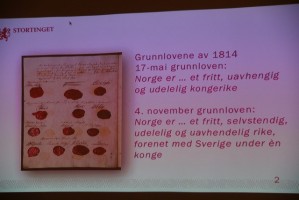 STORTINGET
Grunnlovene av 1814
17-mai grunnloven:
Norge er ... et fritt, uavhengig
og udelelig kongerike
4. november grunnloven:
Norge er ... et fritt, selvstendig,
udelelig og uavhendelig rike,
forenet med Sverige under èn
konge
2